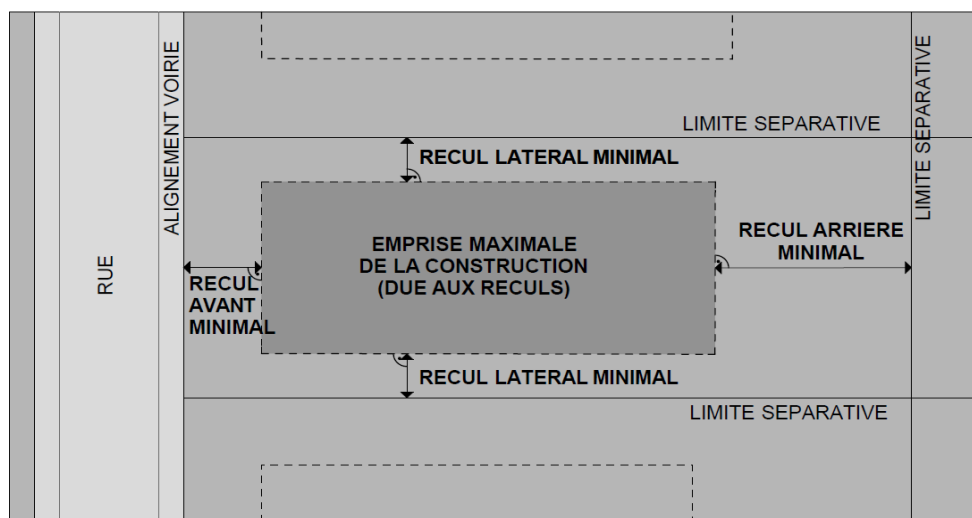 RUE
ALIGNEMENT VOIRIE
LIMITE SEPARATIVE
LIMITE SEPARATIVE
RECUL LATERAL MINIMAL
EMPRISE MAXIMALE
DE LA CONSTRUCTION
(DUE AUX RECULS)
RECUL ARRIERE
MINIMAL
RECUL
AVANT
MINIMAL
RECUL LATERAL MINIMAL
LIMITE SEPARATIVE